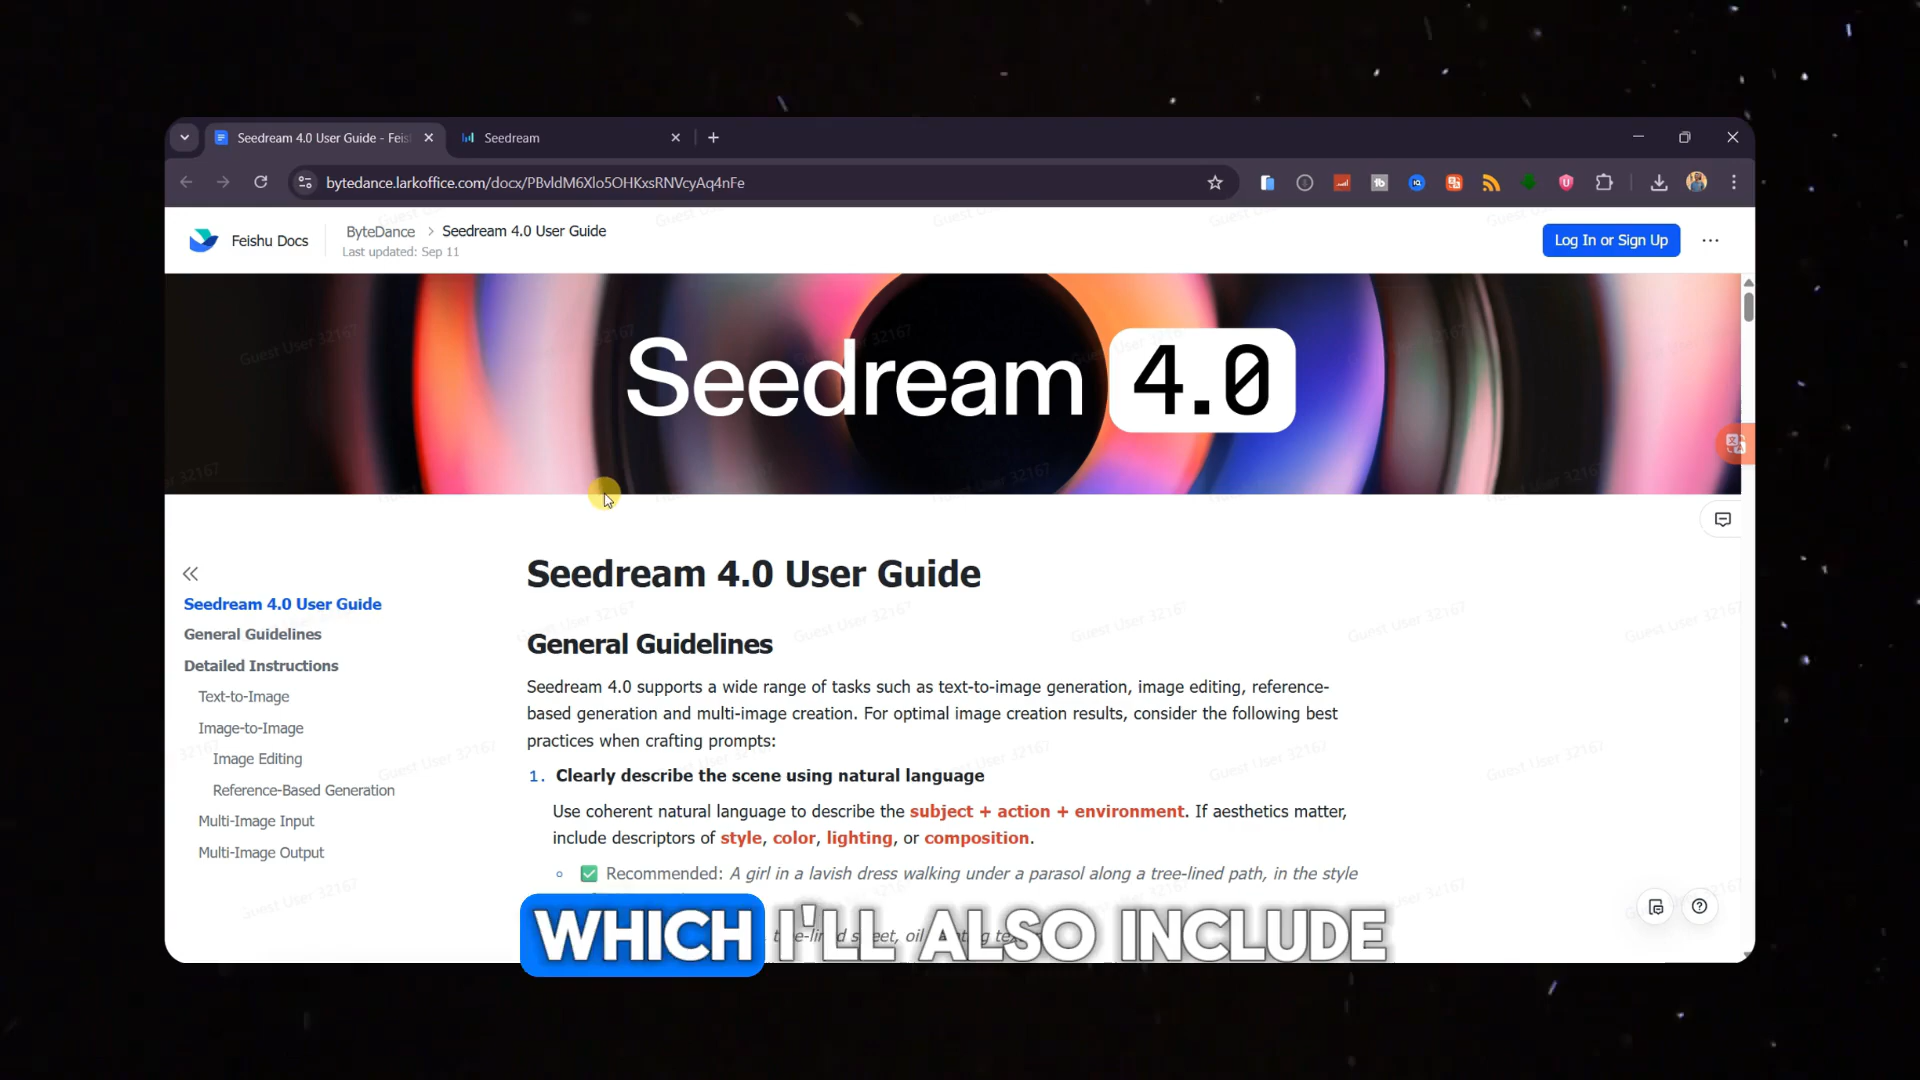 Seedream 4.0 User Guide - Feis
Seedream
bytedance.larkoffice.com/docx/PBvldM6Xlo5OHKxsRNVcyAq4nFe
Feishu Docs
ByteDance > Seedream 4.0 User Guide
Last updated: Sep 11
Log In or Sign Up
Seedream 4.0
Seedream 4.0 User Guide
General Guidelines
Detailed Instructions
Text-to-Image
Image-to-Image
Image Editing
Reference-Based Generation
Multi-Image Input
Multi-Image Output
Seedream 4.0 User Guide
General Guidelines
Seedream 4.0 supports a wide range of tasks such as text-to-image generation, image editing, reference-
based generation and multi-image creation. For optimal image creation results, consider the following best
practices when crafting prompts:
1. Clearly describe the scene using natural language
Use coherent natural language to describe the subject + action + environment. If aesthetics matter,
include descriptors of style, color, lighting, or composition.
Recommended: A girl in a lavish dress walking under a parasol along a tree-lined path, in the style
WHICH I'LL ALSO INCLUDE
Guest User 32167